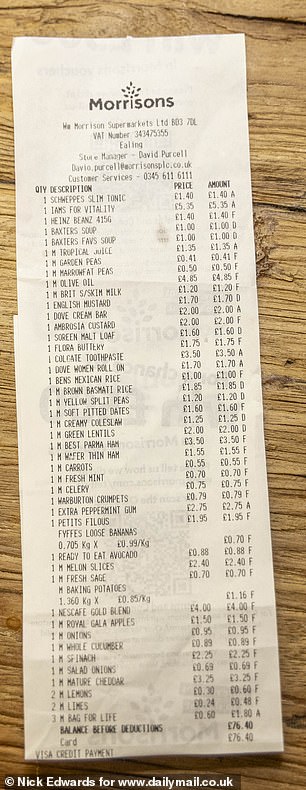 Morrisons
Wm Morrison Supermarkets Ltd BD3 7DL
VAT Number 343475355
Ealing
Store Manager - David Purcell
David.purcell@morrisonsplc.co.uk
Customer Services - 0345 611 6111
QTY DESCRIPTION PRICE AMOUNT
1 SCHWEPPES SLIM TONIC £1.40 £1.40 A
1 IAMS FOR VITALITY £5.35 £5.35 A
1 HEINZ BEANZ 415G £1.40 £1.40 F
1 BAXTERS SOUP £1.00 £1.00 D
1 BAXTERS FAVS SOUP £1.00 £1.00 D
1 M TROPICAL JUICE £1.35 £1.35 A
1 M GARDEN PEAS £0.41 £0.41 F
1 M MARROWFAT PEAS £0.50 £0.50 F
1 M OLIVE OIL £4.85 £4.85 F
1 M BRIT S/SKIM MILK £1.20 £1.20 F
1 ENGLISH MUSTARD £1.70 £1.70 D
1 DOVE CREAM BAR £2.00 £2.00 A
1 AMBROSIA CUSTARD £2.00 £2.00 F
1 SOREEN MALT LOAF £1.60 £1.60 D
1 FLORA BUTTERY £1.75 £1.75 F
1 COLGATE TOOTHPASTE £3.50 £3.50 A
1 DOVE WOMEN ROLL ON £1.70 £1.70 A
1 BENS MEXICAN RICE £1.00 £1.00 F
1 M BROWN BASMATI RICE £1.85 £1.85 D
1 M YELLOW SPLIT PEAS £1.20 £1.20 D
1 M SOFT PITTED DATES £1.60 £1.60 F
1 M CREAMY COLESLAW £1.25 £1.25 D
1 M GREEN LENTILS £2.00 £2.00 D
1 M BEST PARMA HAM £3.50 £3.50 F
1 M WAFER THIN HAM £1.55 £1.55 F
1 M CARROTS £0.55 £0.55 F
1 M FRESH MINT £0.70 £0.70 F
1 M CELERY £0.75 £0.75 F
1 WARBURTON CRUMPETS £0.79 £0.79 F
1 EXTRA PEPPERMINT GUM £2.75 £2.75 A
1 PETITS FILOUS £1.95 £1.95 F
FYFFES LOOSE BANANAS
0.705 Kg X £0.99/Kg £0.70 F
1 READY TO EAT AVOCADO £0.88 £0.88 F
1 M MELON SLICES £2.40 £2.40 F
1 M FRESH SAGE £0.70 £0.70 F
M BAKING POTATOES
1.360 Kg X £0.85/Kg £1.16 F
1 NESCAFE GOLD BLEND £4.00 £4.00 F
1 M ROYAL GALA APPLES £1.50 £1.50 F
1 M ONIONS £0.95 £0.95 F
1 M WHOLE CUCUMBER £0.89 £0.89 F
1 M SPINACH £2.25 £2.25 F
1 M SALAD ONIONS £0.69 £0.69 F
1 M MATURE CHEDDAR £3.25 £3.25 F
2 M LEMONS £0.30 £0.60 F
2 M LIMES £0.24 £0.48 F
3 M BAG FOR LIFE £0.60 £1.80 A
BALANCE BEFORE DEDUCTIONS £76.40
Card £76.40
VISA CREDIT PAYMENT
© Nick Edwards for www.dailymail.co.uk